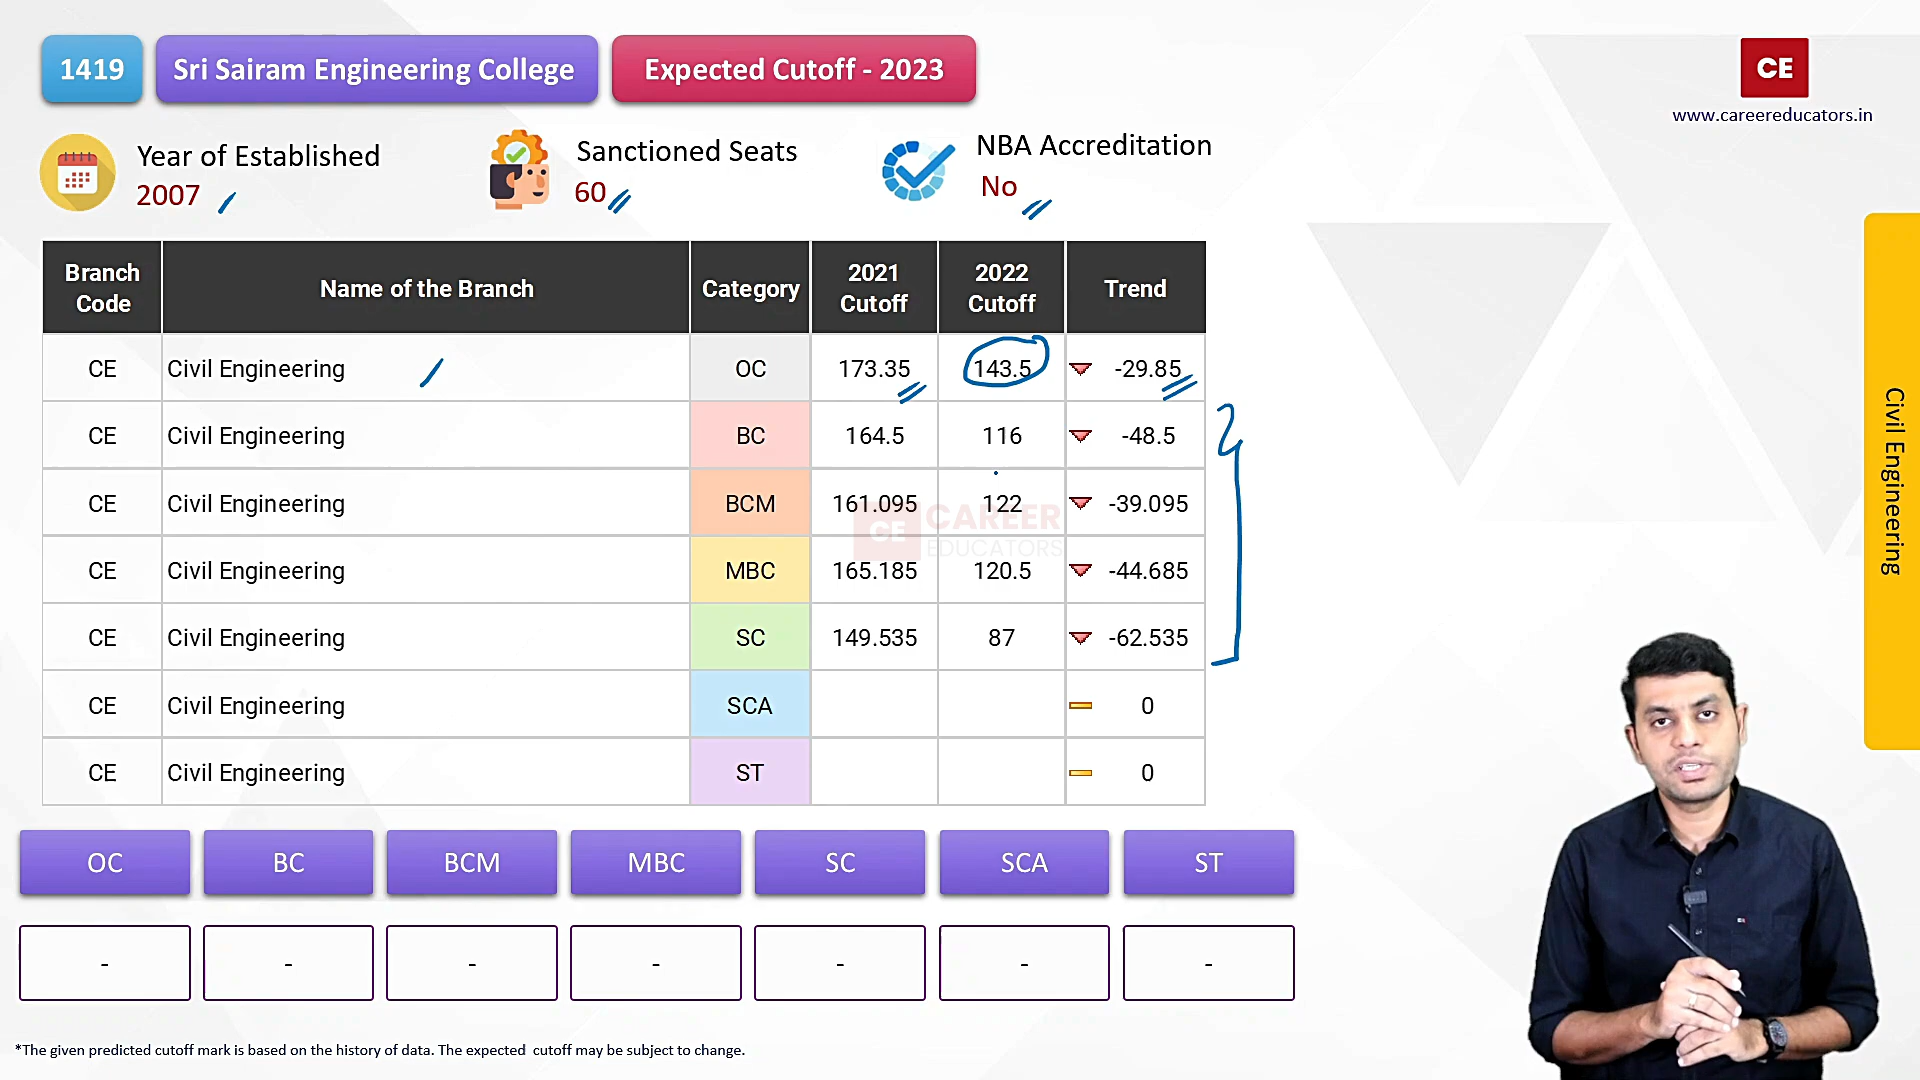 1419 Sri Sairam Engineering College Expected Cutoff - 2023
CE
www.careereducators.in
Year of Established
2007
Sanctioned Seats
60
NBA Accreditation
No
Branch Code Name of the Branch Category 2021 Cutoff 2022 Cutoff Trend
CE Civil Engineering OC 173.35 143.5 -29.85
CE Civil Engineering BC 164.5 116 -48.5
CE Civil Engineering BCM 161.095 122 -39.095
CE Civil Engineering MBC 165.185 120.5 -44.685
CE Civil Engineering SC 149.535 87 -62.535
CE Civil Engineering SCA 0
CE Civil Engineering ST 0
CE CAREER
EDUCATORS
Civil Engineering
OC BC BCM MBC SC SCA ST
- - - - - - -
*The given predicted cutoff mark is based on the history of data. The expected cutoff may be subject to change.